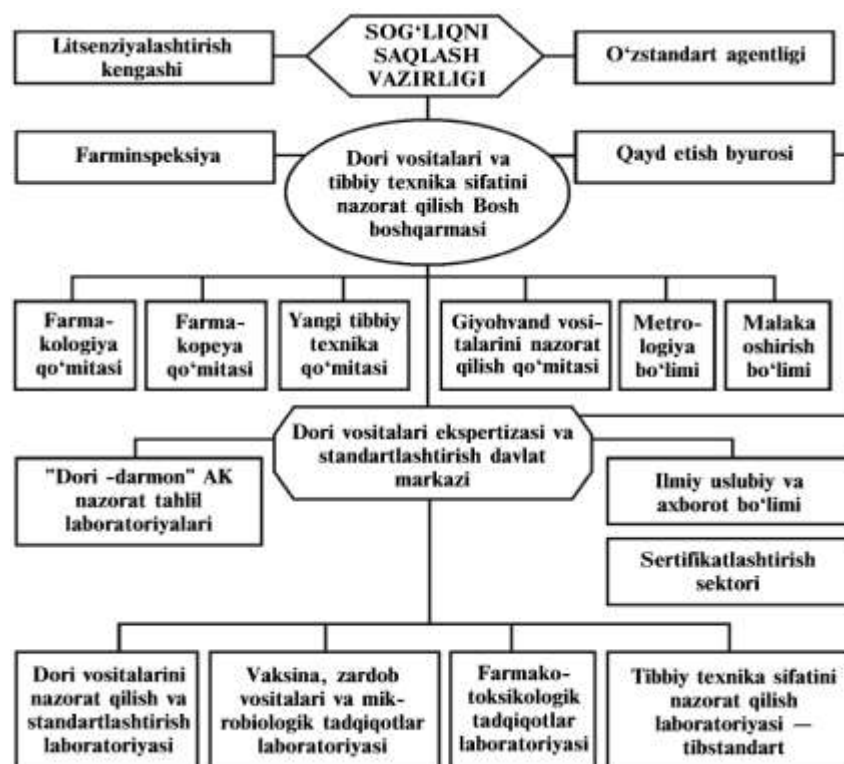 Litsenziyalashtirish
kengashi
SOG‘LIQNI
SAQLASH
VAZIRLIGI
O‘zstandart agentligi
Farminspeksiya
Dori vositalari va
tibbiy texnika sifatini
nazorat qilish Bosh
boshqarmasi
Qayd etish byurosi
Farma-
kologiya
qo‘mitasi
Farma-
kopeya
qo‘mitasi
Yangi tibbiy
texnika
qo‘mitasi
Giyohvand vosi-
talarini nazorat
qilish qo‘mitasi
Metro-
logiya
bo‘limi
Malaka
oshirish
bo‘limi
Dori vositalari ekspertizasi va
standartlashtirish davlat
markazi
"Dori -darmon" AK
nazorat tahlil
laboratoriyalari
Ilmiy uslubiy va
axborot bo‘limi
Sertifikatlashtirish
sektori
Dori vositalarini
nazorat qilish va
standartlashtirish
laboratoriyasi
Vaksina, zardob
vositalari va mik-
robiologik tadqiqotlar
laboratoriyasi
Farmako-
toksikologik
tadqiqotlar
laboratoriyasi
Tibbiy texnika sifatini
nazorat qilish
laboratoriyasi —
tibstandart